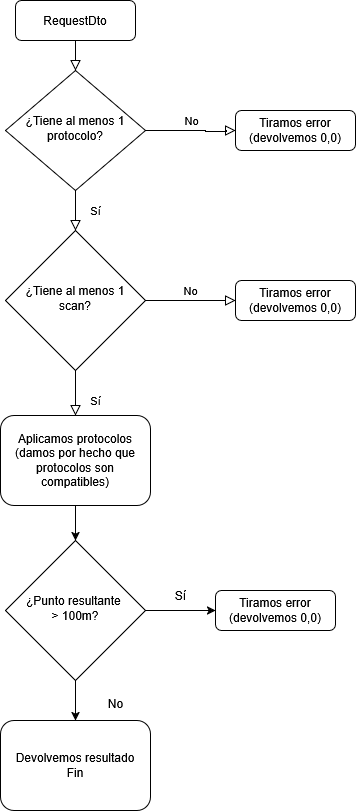 RequestDto
¿Tiene al menos 1
protocolo?
No
Tiramos error
(devolvemos 0,0)
Sí
¿Tiene al menos 1
scan?
No
Tiramos error
(devolvemos 0,0)
Sí
Aplicamos protocolos
(damos por hecho que
protocolos son
compatibles)
¿Punto resultante
> 100m?
Sí
Tiramos error
(devolvemos 0,0)
No
Devolvemos resultado
Fin